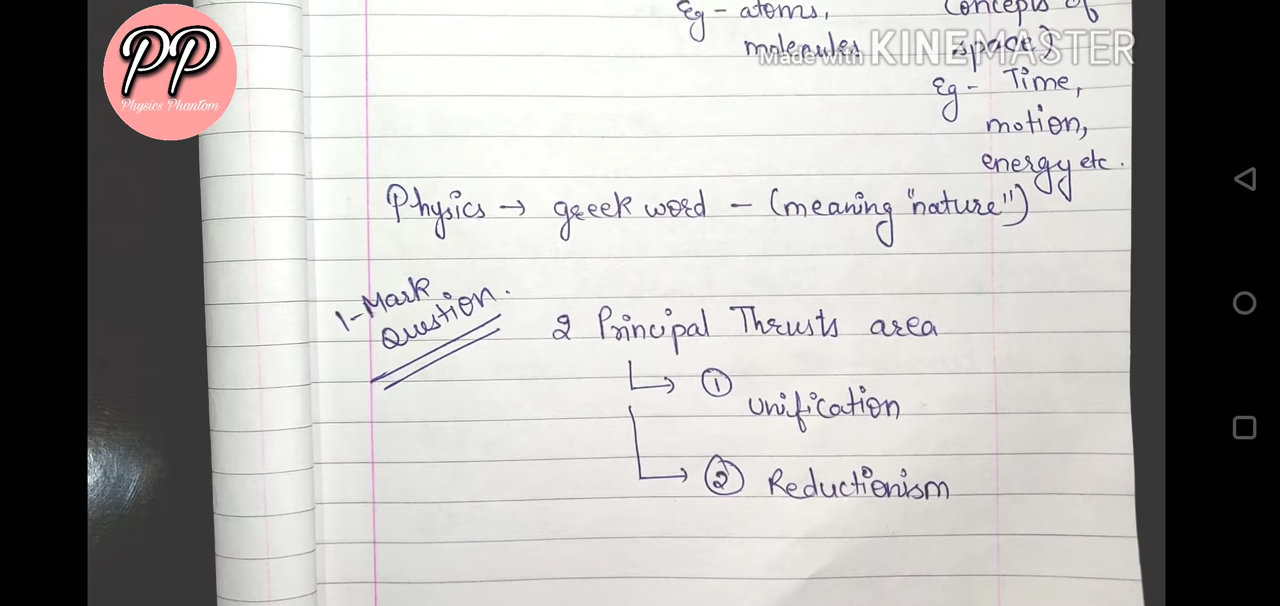 Eg - atoms,
Concepts of
molecules
space}
Made with KINEMASTER
PP
Physics Phantom
Eg - Time,
motion,
energy etc.
Physics → greek word - (meaning "nature")
1-Mark
Question.
2 Principal Thrusts area
① Unification
② Reductionism